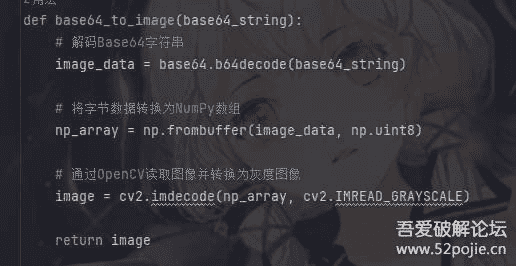 def base64_to_image(base64_string):
# 解码Base64字符串
image_data = base64.b64decode(base64_string)
# 将字节数据转换为NumPy数组
np_array = np.frombuffer(image_data, np.uint8)
# 通过OpenCV读取图像并转换为灰度图像
image = cv2.imdecode(np_array, cv2.IMREAD_GRAYSCALE)
return image
吾爱破解论坛
www.52pojie.cn